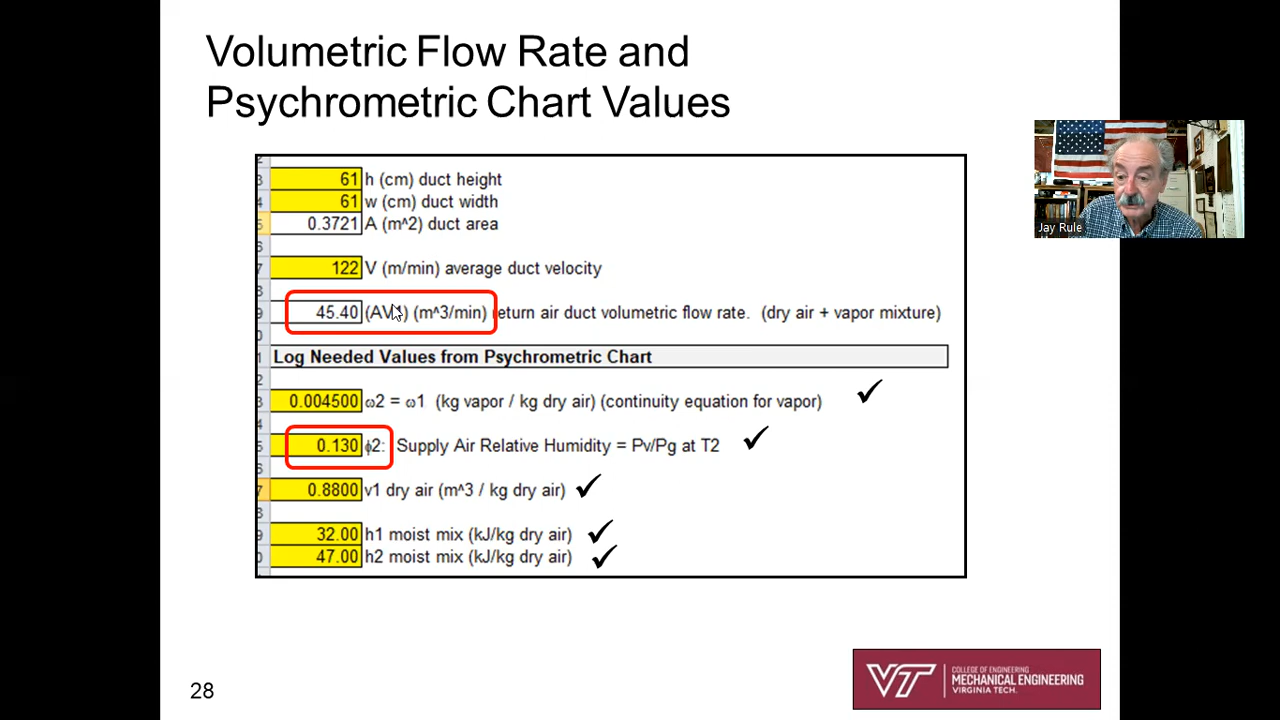 Volumetric Flow Rate and
Psychrometric Chart Values
61 h (cm) duct height
61 w (cm) duct width
0.3721 A (m^2) duct area
122 V (m/min) average duct velocity
45.40 (AV1) (m^3/min) return air duct volumetric flow rate. (dry air + vapor mixture)
Log Needed Values from Psychrometric Chart
0.004500 ω2 = ω1 (kg vapor / kg dry air) (continuity equation for vapor)
0.130 ϕ2: Supply Air Relative Humidity = Pv/Pg at T2
0.8800 v1 dry air (m^3 / kg dry air)
32.00 h1 moist mix (kJ/kg dry air)
47.00 h2 moist mix (kJ/kg dry air)
Jay Rule
28
VT COLLEGE OF ENGINEERING
MECHANICAL ENGINEERING
VIRGINIA TECH.